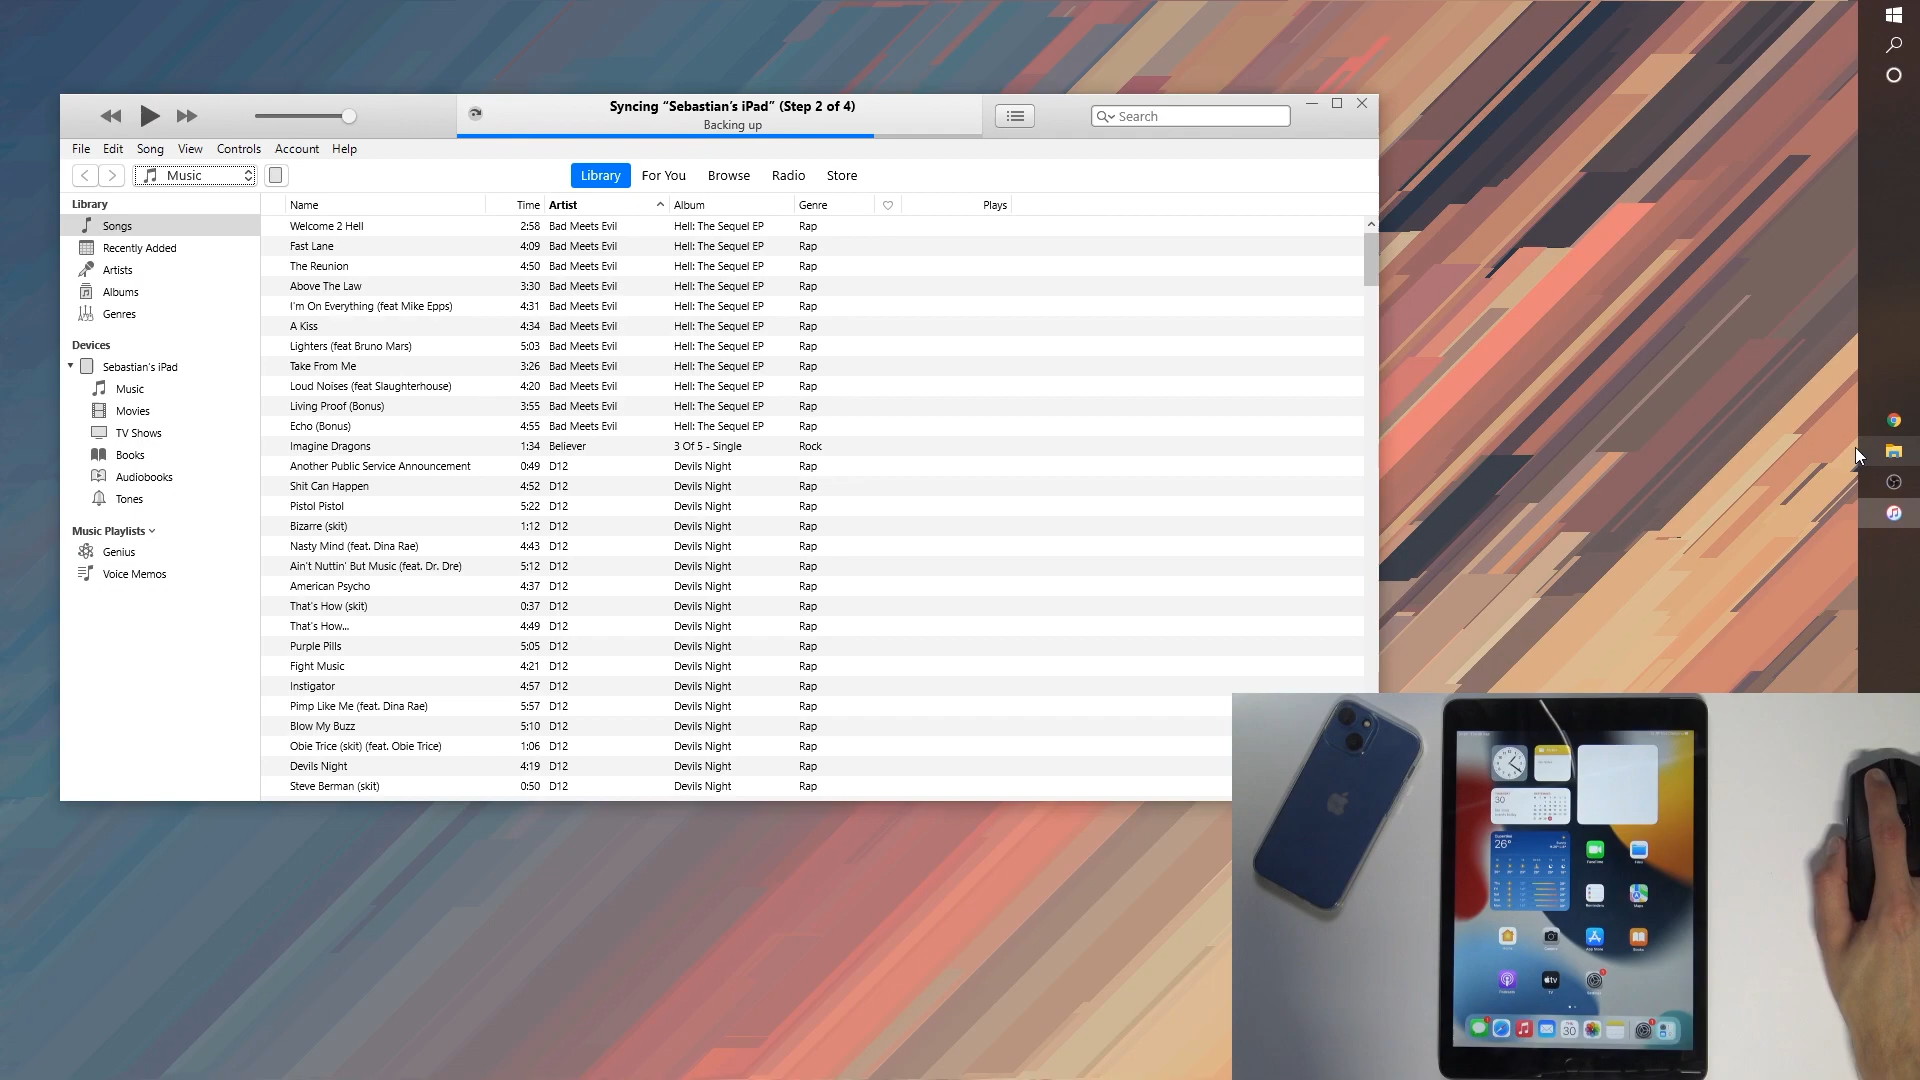 Syncing “Sebastian’s iPad” (Step 2 of 4)
Backing up
Search
File Edit Song View Controls Account Help
Music
Library For You Browse Radio Store
Library
Songs
Recently Added
Artists
Albums
Genres
Devices
Sebastian's iPad
Music
Movies
TV Shows
Books
Audiobooks
Tones
Music Playlists
Genius
Voice Memos
Name Time Artist Album Genre Plays
Welcome 2 Hell 2:58 Bad Meets Evil Hell: The Sequel EP Rap
Fast Lane 4:09 Bad Meets Evil Hell: The Sequel EP Rap
The Reunion 4:50 Bad Meets Evil Hell: The Sequel EP Rap
Above The Law 3:30 Bad Meets Evil Hell: The Sequel EP Rap
I'm On Everything (feat Mike Epps) 4:31 Bad Meets Evil Hell: The Sequel EP Rap
A Kiss 4:34 Bad Meets Evil Hell: The Sequel EP Rap
Lighters (feat Bruno Mars) 5:03 Bad Meets Evil Hell: The Sequel EP Rap
Take From Me 3:26 Bad Meets Evil Hell: The Sequel EP Rap
Loud Noises (feat Slaughterhouse) 4:20 Bad Meets Evil Hell: The Sequel EP Rap
Living Proof (Bonus) 3:55 Bad Meets Evil Hell: The Sequel EP Rap
Echo (Bonus) 4:55 Bad Meets Evil Hell: The Sequel EP Rap
Imagine Dragons 1:34 Believer 3 Of 5 - Single Rock
Another Public Service Announcement 0:49 D12 Devils Night Rap
Shit Can Happen 4:52 D12 Devils Night Rap
Pistol Pistol 5:22 D12 Devils Night Rap
Bizarre (skit) 1:12 D12 Devils Night Rap
Nasty Mind (feat. Dina Rae) 4:43 D12 Devils Night Rap
Ain't Nuttin' But Music (feat. Dr. Dre) 5:12 D12 Devils Night Rap
American Psycho 4:37 D12 Devils Night Rap
That's How (skit) 0:37 D12 Devils Night Rap
That's How... 4:49 D12 Devils Night Rap
Purple Pills 5:05 D12 Devils Night Rap
Fight Music 4:21 D12 Devils Night Rap
Instigator 4:57 D12 Devils Night Rap
Pimp Like Me (feat. Dina Rae) 5:57 D12 Devils Night Rap
Blow My Buzz 5:10 D12 Devils Night Rap
Obie Trice (skit) (feat. Obie Trice) 1:06 D12 Devils Night Rap
Devils Night 4:19 D12 Devils Night Rap
Steve Berman (skit) 0:50 D12 Devils Night Rap
30
26°
tv
30